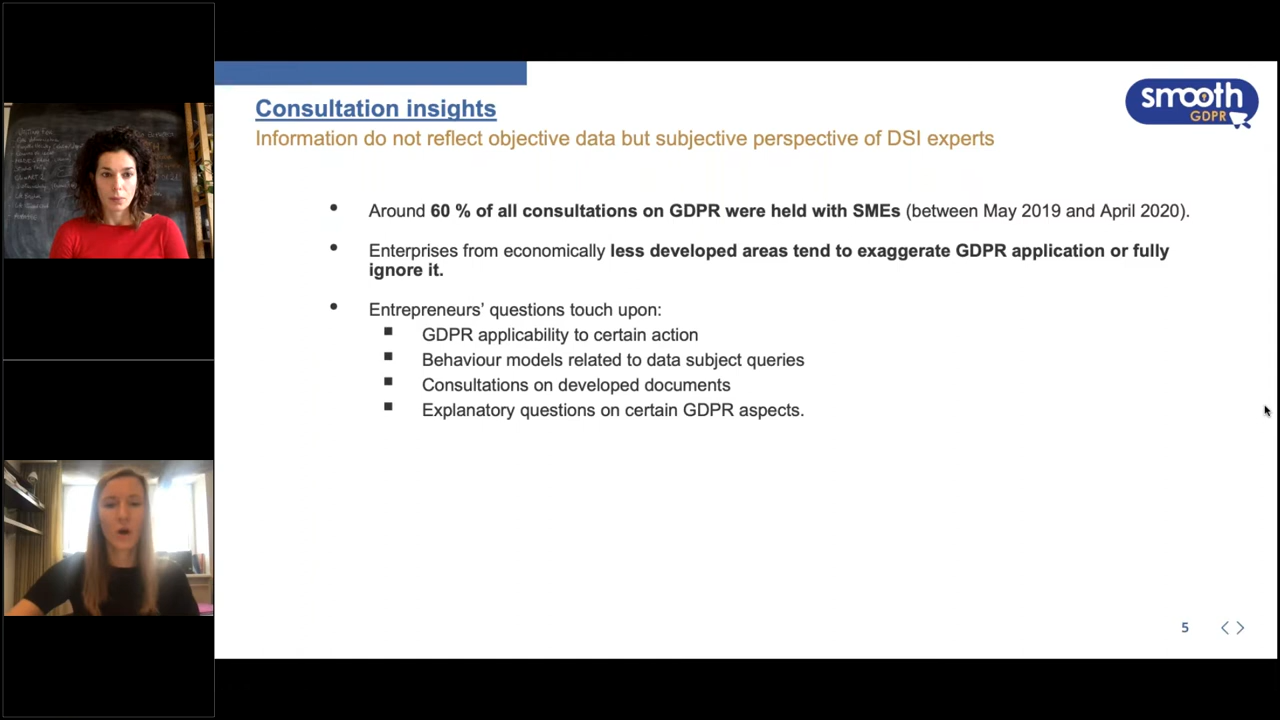 Consultation insights
Information do not reflect objective data but subjective perspective of DSI experts
smooth
GDPR
• Around 60 % of all consultations on GDPR were held with SMEs (between May 2019 and April 2020).
• Enterprises from economically less developed areas tend to exaggerate GDPR application or fully
ignore it.
• Entrepreneurs’ questions touch upon:
■ GDPR applicability to certain action
■ Behaviour models related to data subject queries
■ Consultations on developed documents
■ Explanatory questions on certain GDPR aspects.
5